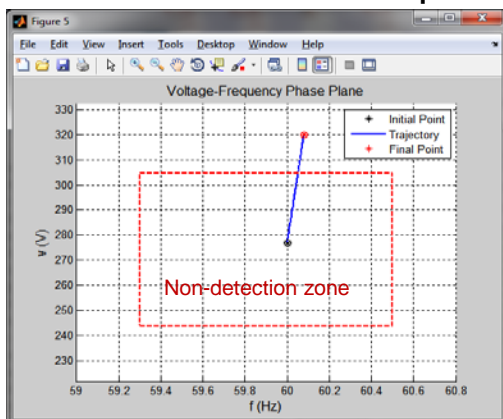 Figure 5
File Edit View Insert Tools Desktop Window Help
Voltage-Frequency Phase Plane
330
320
310
300
290
280
270
260
250
240
230
V (V)
Initial Point
Trajectory
Final Point
Non-detection zone
59 59.2 59.4 59.6 59.8 60 60.2 60.4 60.6 60.8
f (Hz)